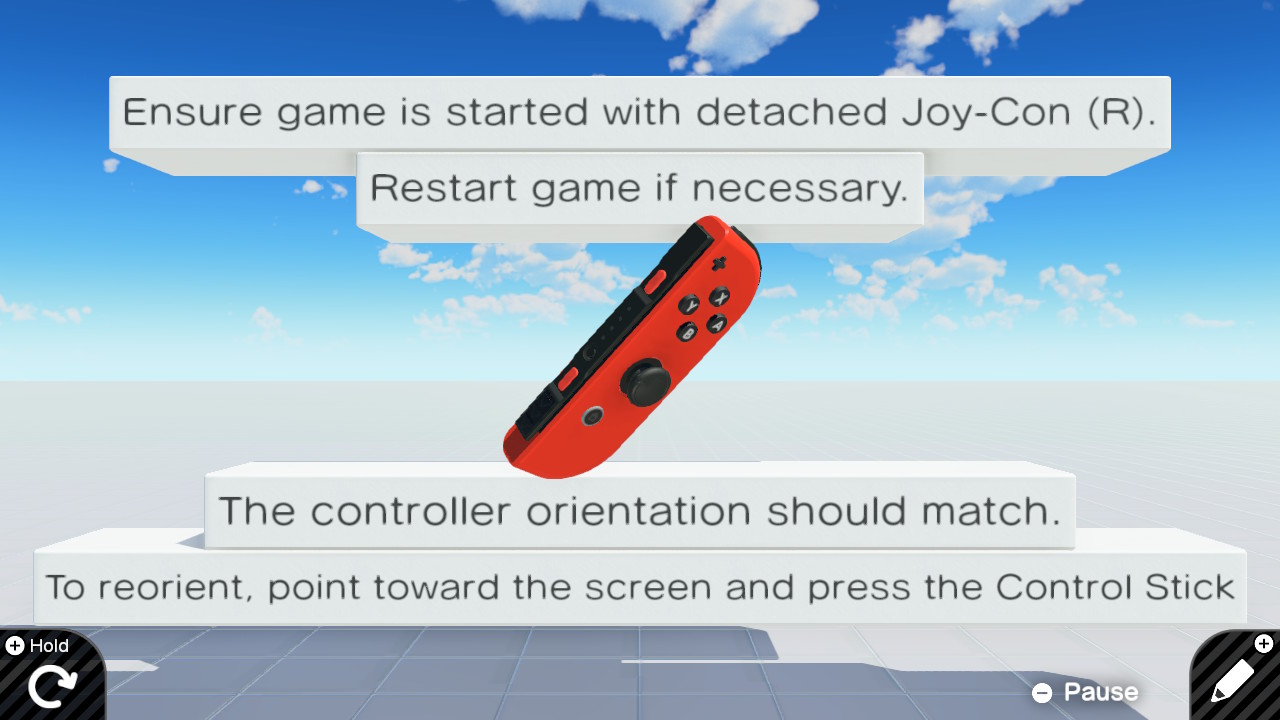 Ensure game is started with detached Joy-Con (R).
Restart game if necessary.
X
Y
A
B
The controller orientation should match.
To reorient, point toward the screen and press the Control Stick
Hold
Pause